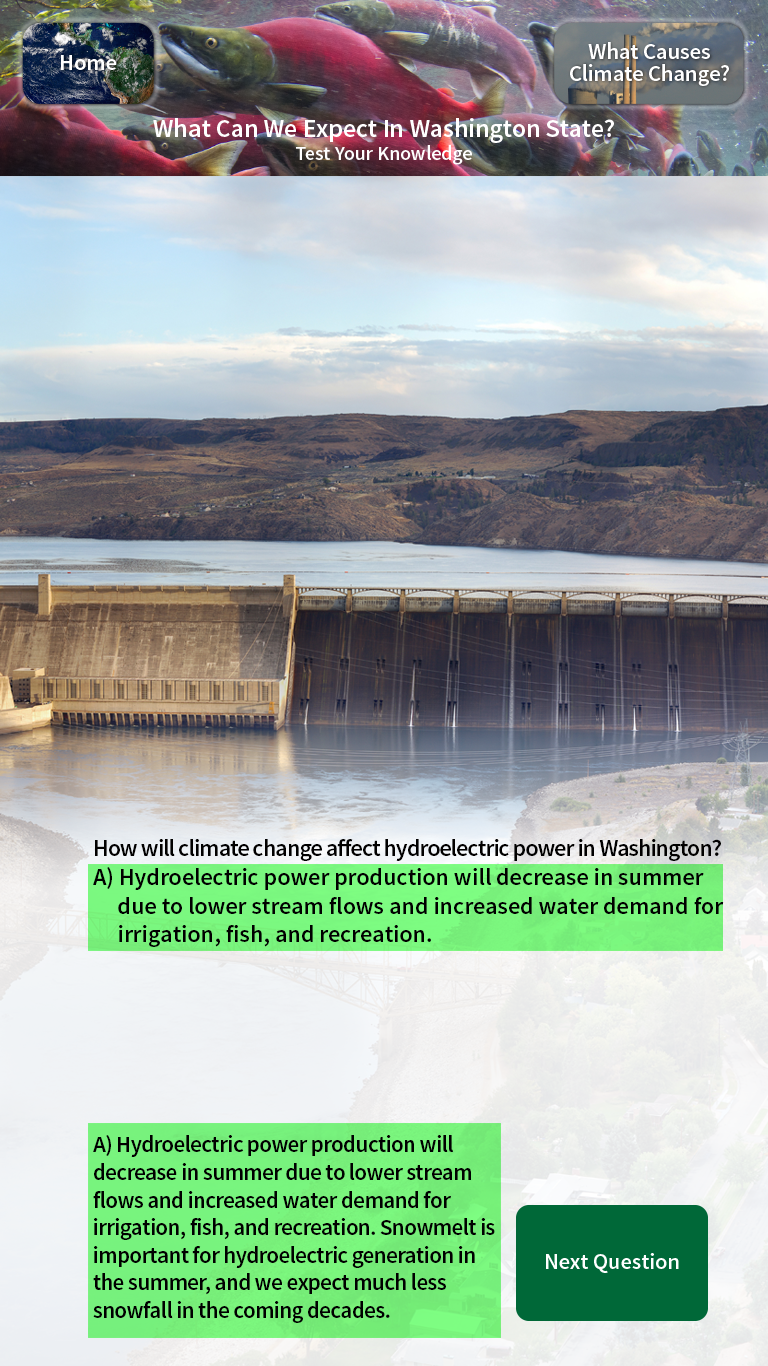 Home
What Causes
Climate Change?
What Can We Expect In Washington State?
Test Your Knowledge
How will climate change affect hydroelectric power in Washington?
A) Hydroelectric power production will decrease in summer
due to lower stream flows and increased water demand for
irrigation, fish, and recreation.
A) Hydroelectric power production will
decrease in summer due to lower stream
flows and increased water demand for
irrigation, fish, and recreation. Snowmelt is
important for hydroelectric generation in
the summer, and we expect much less
snowfall in the coming decades.
Next Question